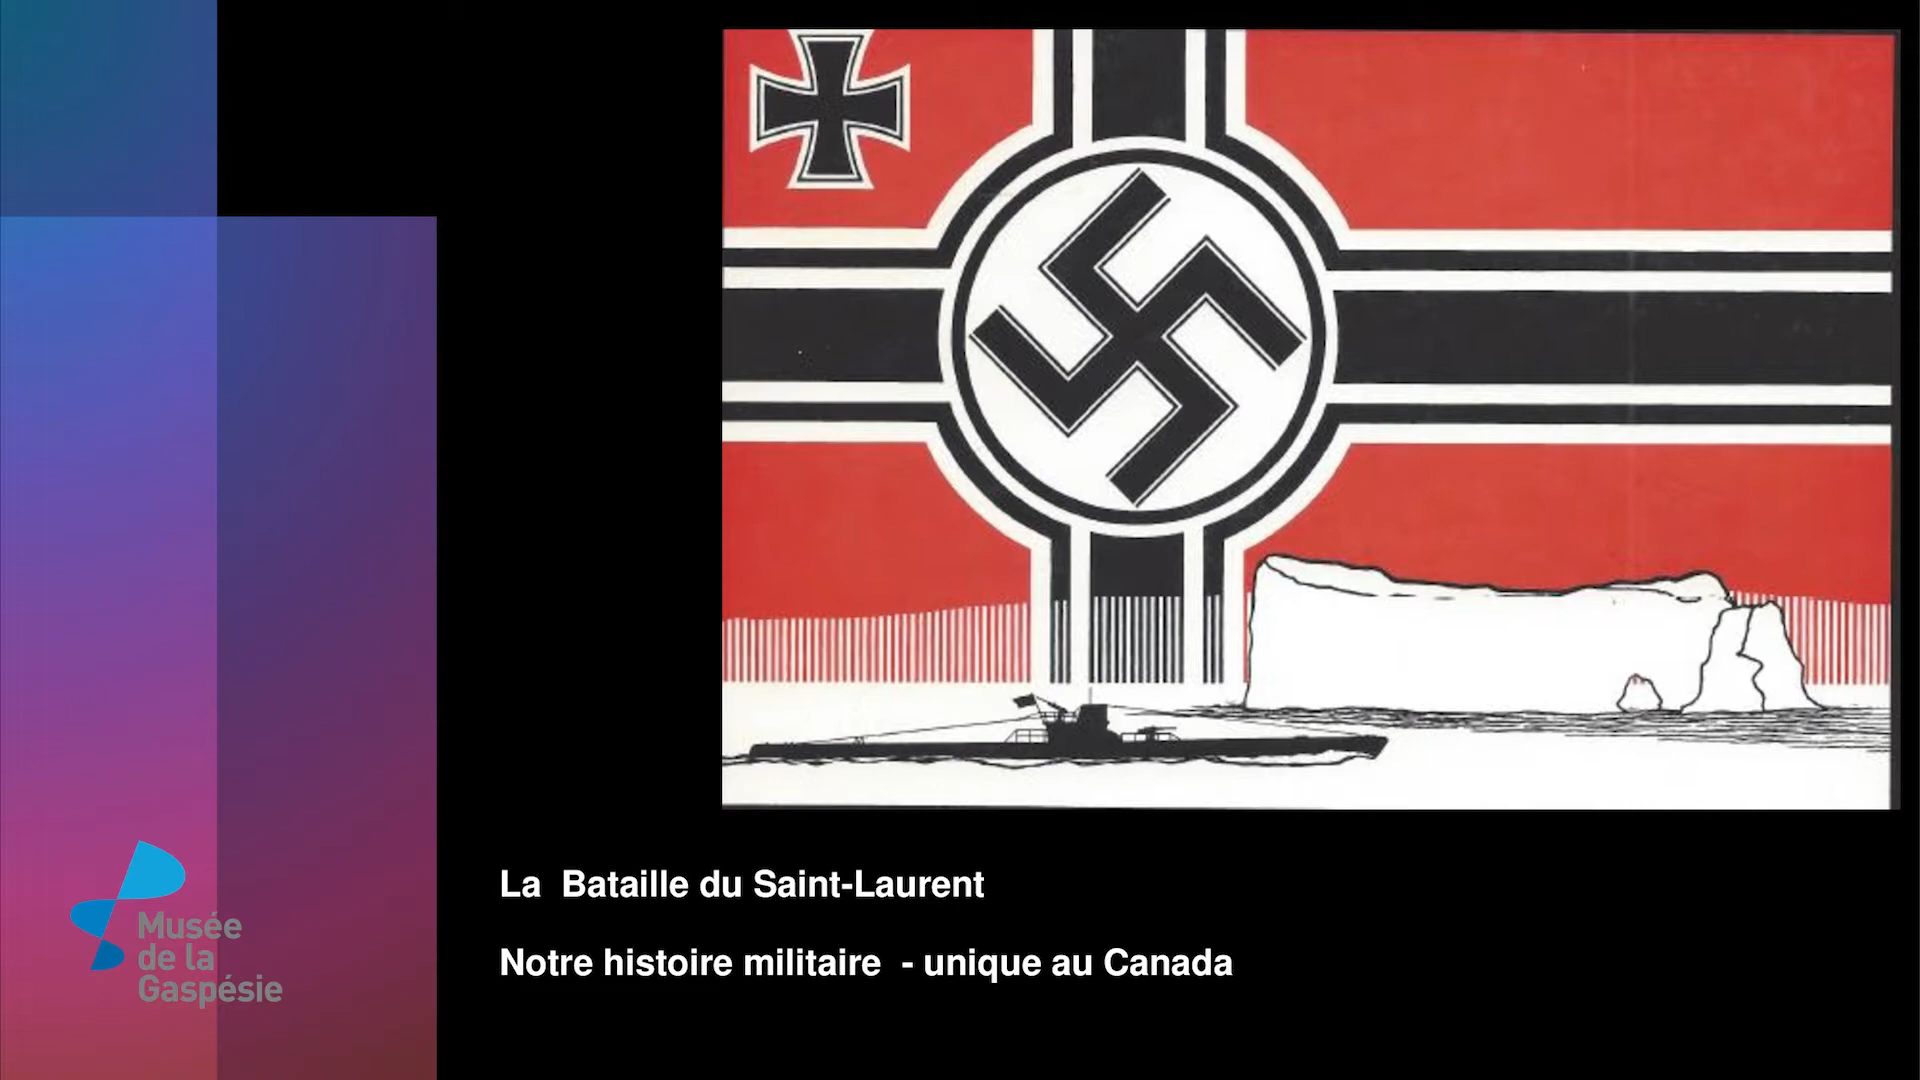 La  Bataille du Saint-Laurent
Notre histoire militaire  - unique au Canada
Musée
de la
Gaspésie